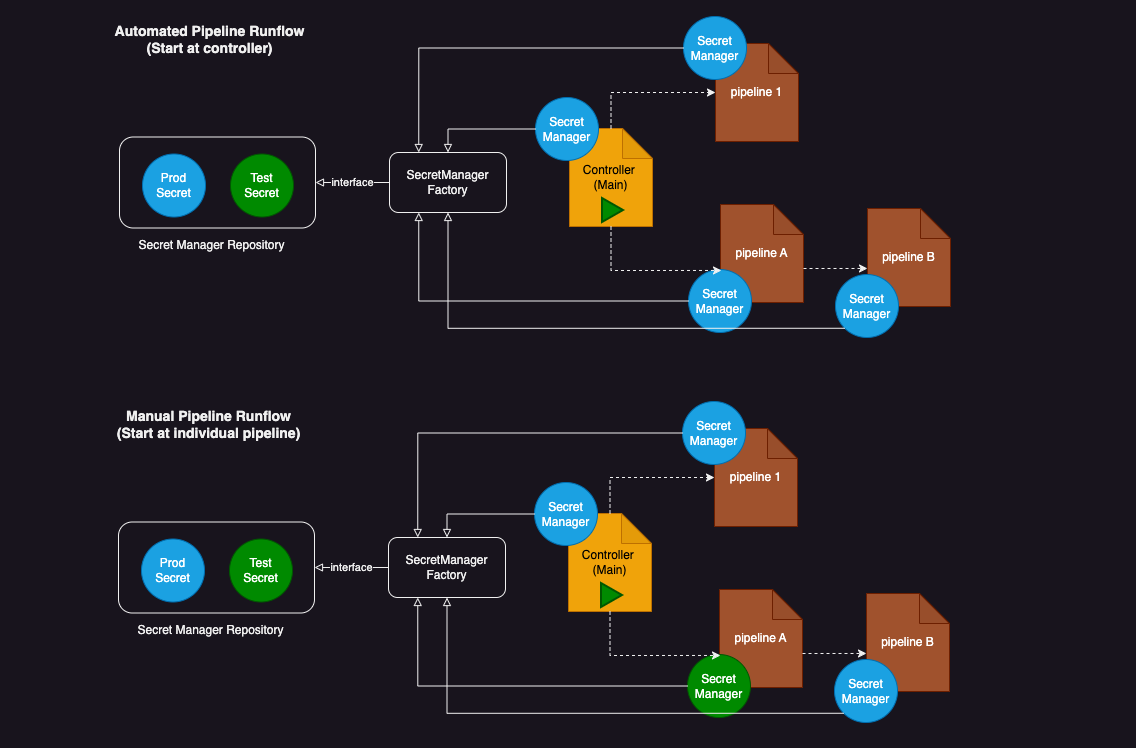 Automated Pipeline Runflow
(Start at controller)
Secret
Manager
pipeline 1
Secret
Manager
Controller
(Main)
Prod
Secret
Test
Secret
interface
SecretManager
Factory
Secret Manager Repository
pipeline A
pipeline B
Secret
Manager
Secret
Manager
Manual Pipeline Runflow
(Start at individual pipeline)
Secret
Manager
pipeline 1
Secret
Manager
Controller
(Main)
Prod
Secret
Test
Secret
interface
SecretManager
Factory
Secret Manager Repository
pipeline A
pipeline B
Secret
Manager
Secret
Manager